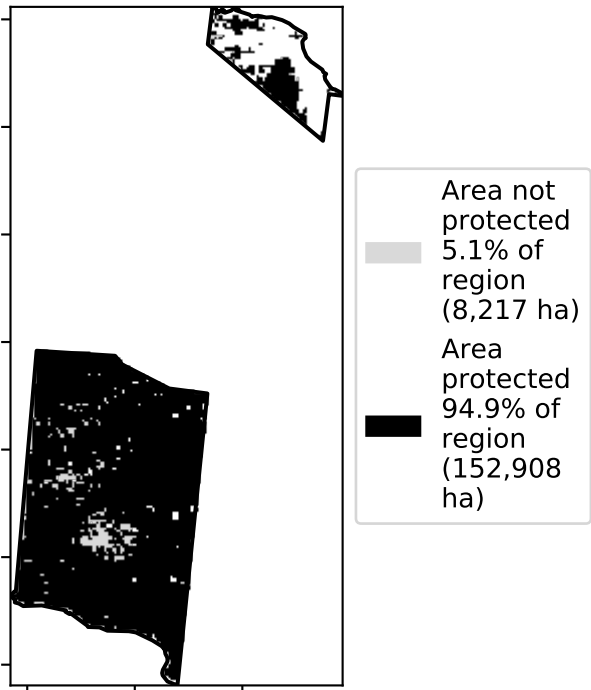 Area not
protected
5.1% of
region
(8,217 ha)
Area
protected
94.9% of
region
(152,908
ha)